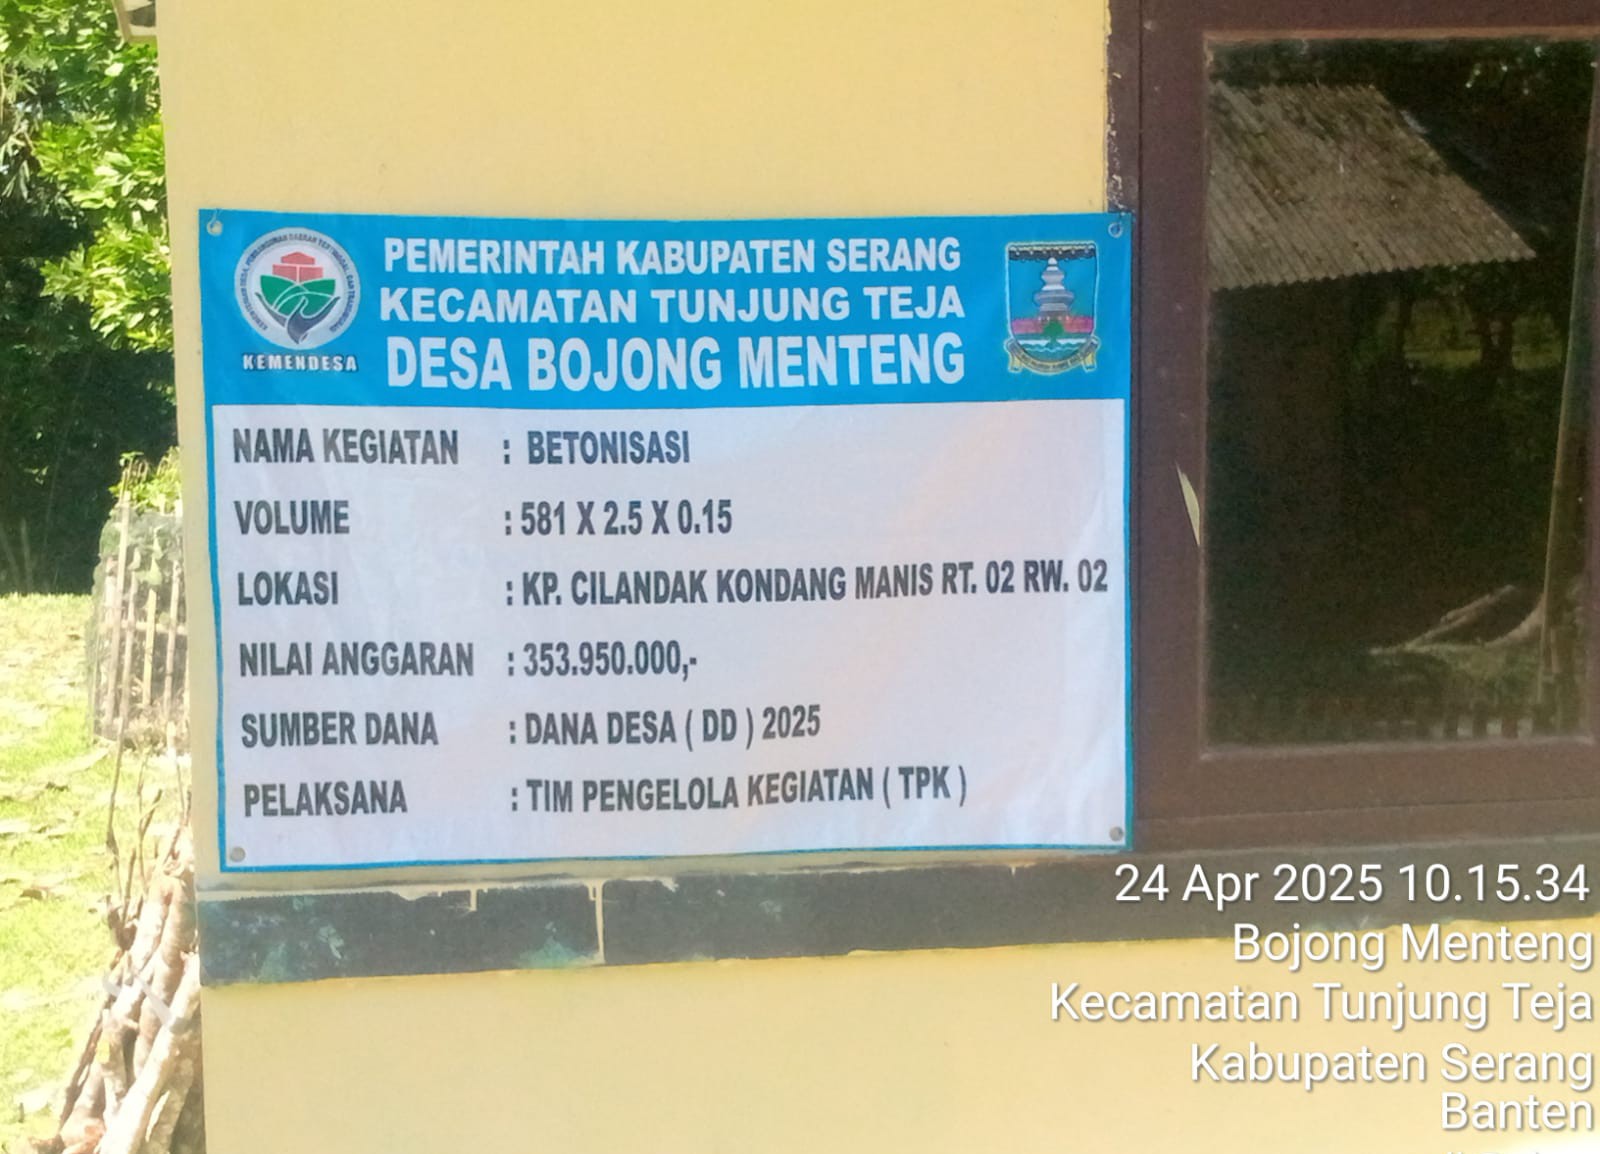 PEMERINTAH KABUPATEN SERANG
KECAMATAN TUNJUNG TEJA
DESA BOJONG MENTENG
KEMENDESA
NAMA KEGIATAN : BETONISASI
VOLUME : 581 X 2.5 X 0.15
LOKASI : KP. CILANDAK KONDANG MANIS RT. 02 RW. 02
NILAI ANGGARAN : 353.950.000,-
SUMBER DANA : DANA DESA ( DD ) 2025
PELAKSANA : TIM PENGELOLA KEGIATAN ( TPK )
24 Apr 2025 10.15.34
Bojong Menteng
Kecamatan Tunjung Teja
Kabupaten Serang
Banten